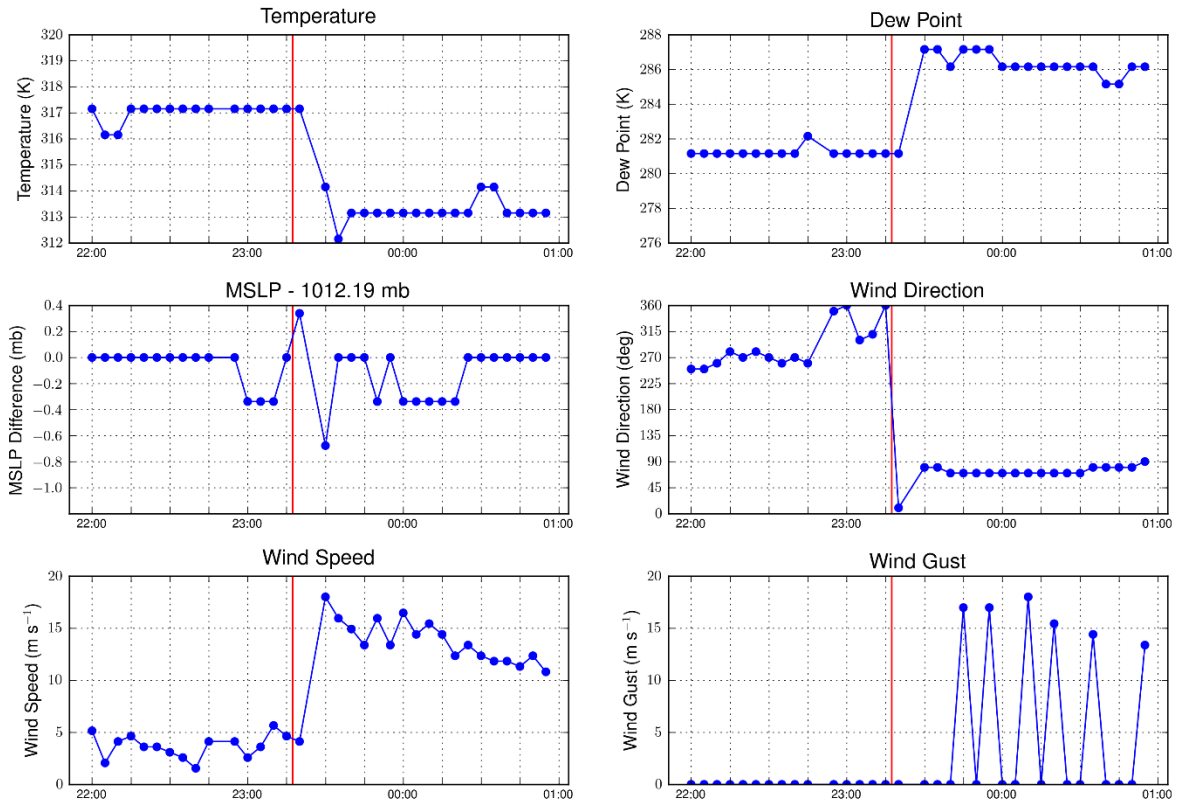 Temperature
Temperature (K)
320
319
318
317
316
315
314
313
312
22:00 23:00 00:00 01:00
Dew Point
Dew Point (K)
288
286
284
282
280
278
276
22:00 23:00 00:00 01:00
MSLP - 1012.19 mb
MSLP Difference (mb)
0.4
0.2
0.0
−0.2
−0.4
−0.6
−0.8
−1.0
22:00 23:00 00:00 01:00
Wind Direction
Wind Direction (deg)
360
315
270
225
180
135
90
45
0
22:00 23:00 00:00 01:00
Wind Speed
Wind Speed (m s⁻¹)
20
15
10
5
0
22:00 23:00 00:00 01:00
Wind Gust
Wind Gust (m s⁻¹)
20
15
10
5
0
22:00 23:00 00:00 01:00